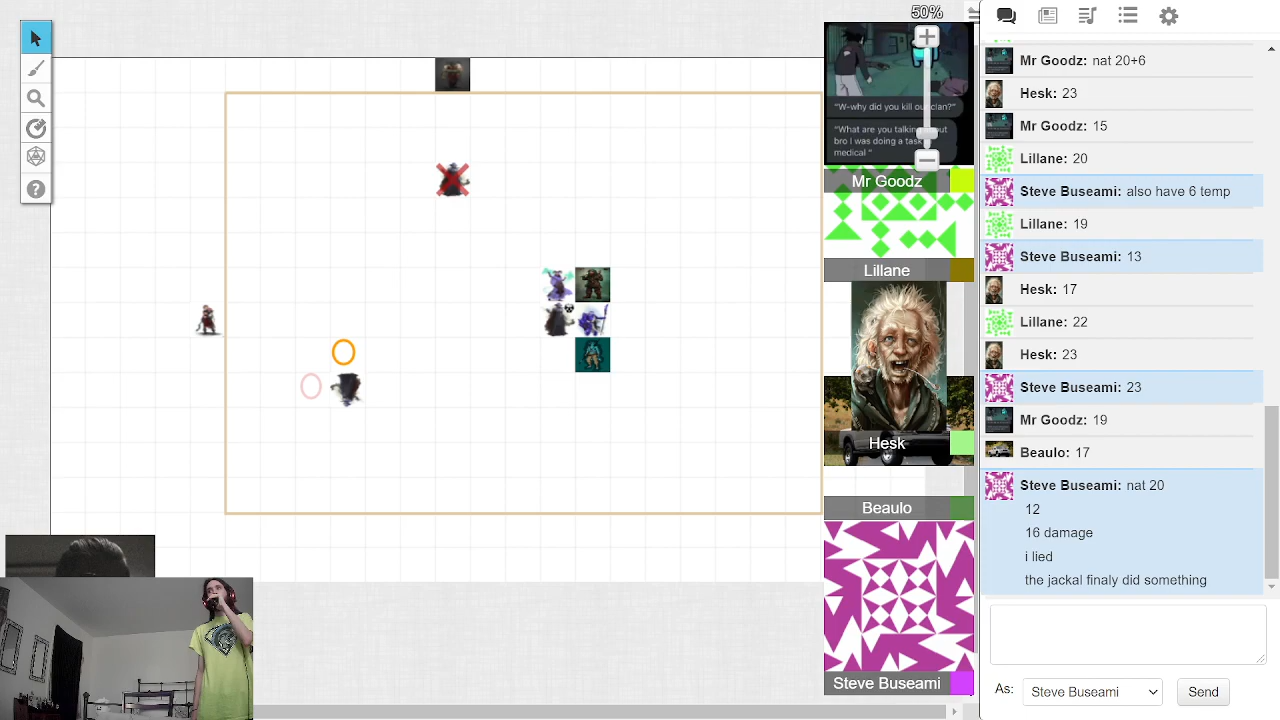 50%
"W-why did you kill our clan?"
"What are you talking about
bro I was doing a task
medical "
Mr Goodz
Lillane
Hesk
Beaulo
Steve Buseami
Mr Goodz: nat 20+6
Hesk: 23
Mr Goodz: 15
Lillane: 20
Steve Buseami: also have 6 temp
Lillane: 19
Steve Buseami: 13
Hesk: 17
Lillane: 22
Hesk: 23
Steve Buseami: 23
Mr Goodz: 19
Beaulo: 17
Steve Buseami: nat 20
12
16 damage
i lied
the jackal finaly did something
As: Steve Buseami
Send